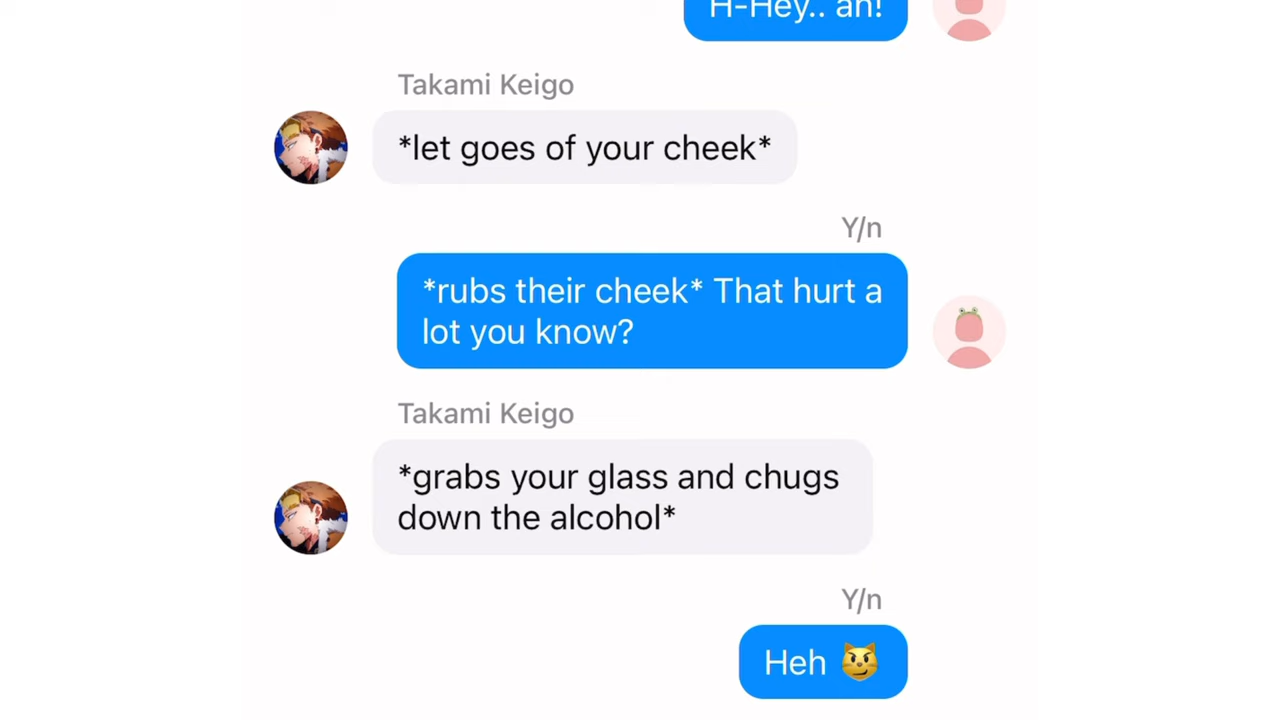 H-Hey.. ah!
Takami Keigo
*let goes of your cheek*
Y/n
*rubs their cheek* That hurt a
lot you know?
Takami Keigo
*grabs your glass and chugs
down the alcohol*
Y/n
Heh 😼